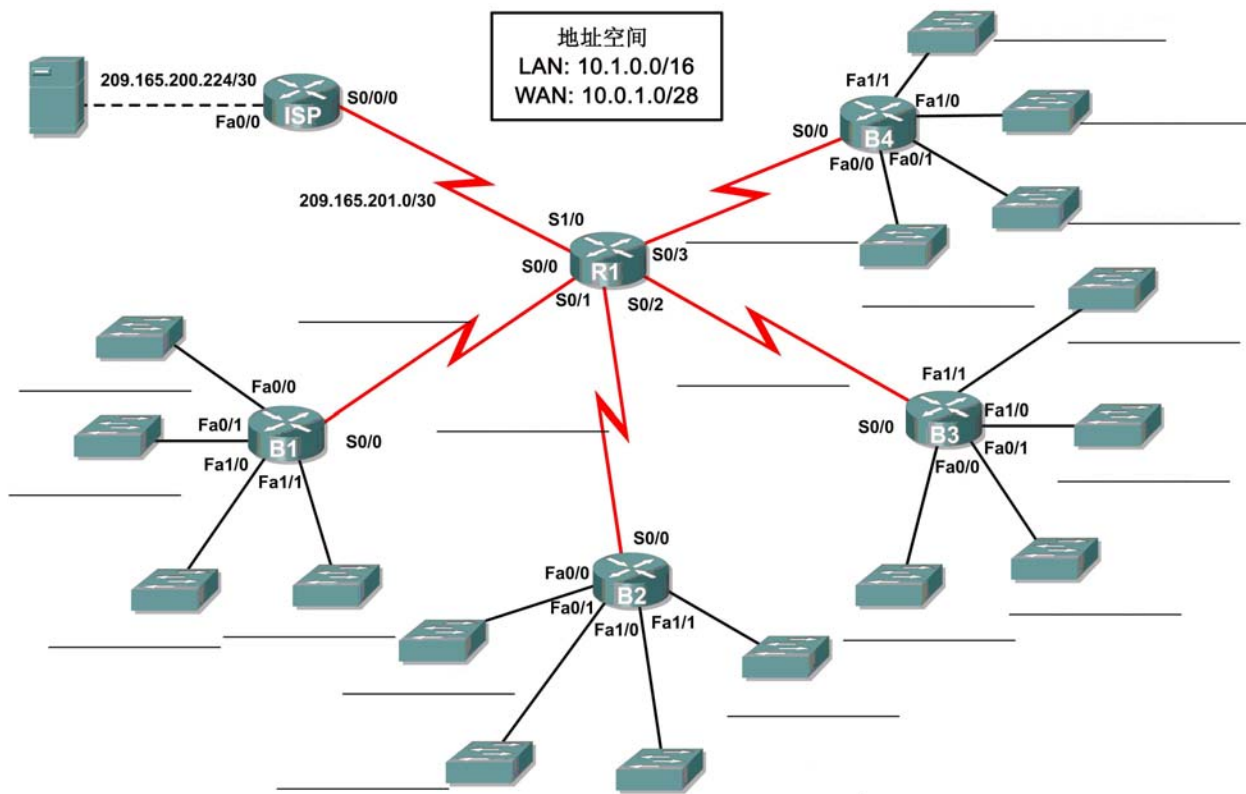 地址空间
LAN: 10.1.0.0/16
WAN: 10.0.1.0/28
209.165.200.224/30
S0/0/0
ISP
Fa0/0
209.165.201.0/30
Fa1/1
Fa1/0
S0/0
B4
Fa0/0
Fa0/1
S1/0
S0/0
R1
S0/3
S0/1
S0/2
Fa0/0
Fa0/1
B1
S0/0
Fa1/0
Fa1/1
Fa1/1
Fa1/0
S0/0
B3
Fa0/1
Fa0/0
S0/0
Fa0/0
B2
Fa0/1
Fa1/0
Fa1/1